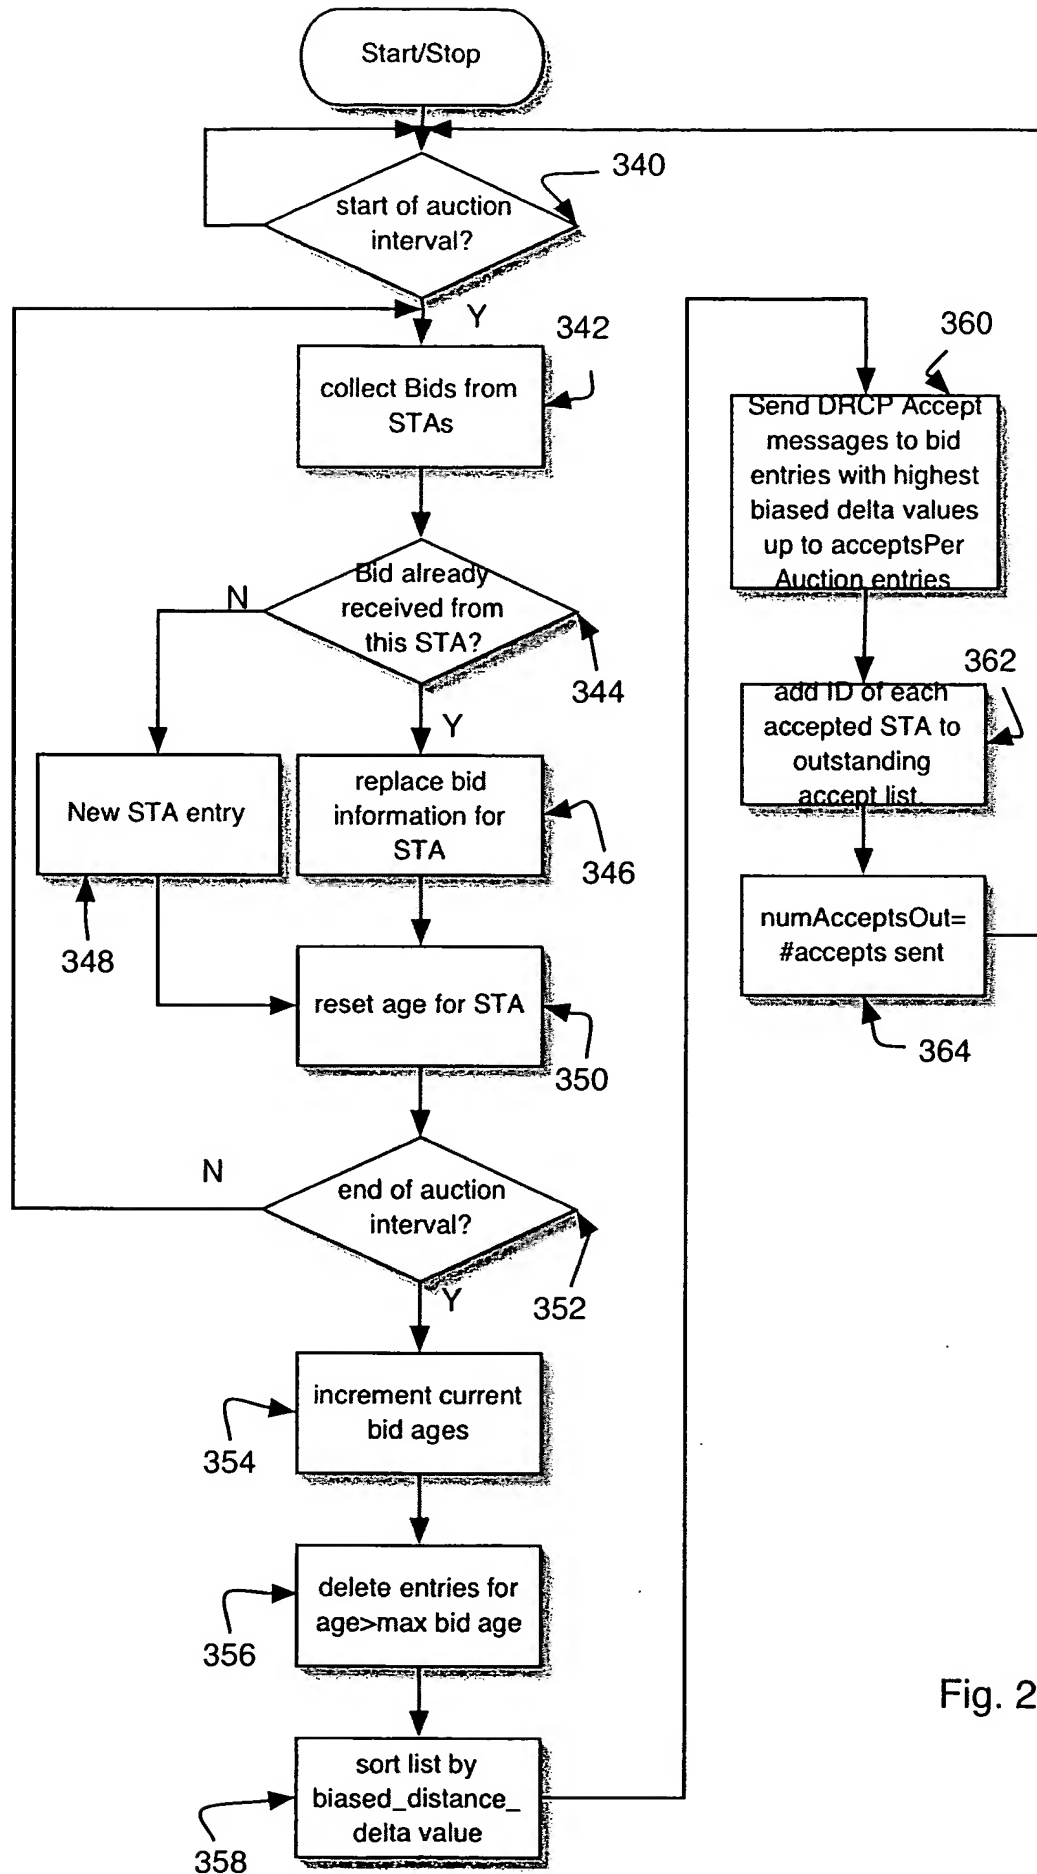 Start/Stop
340
start of auction
interval?
Y
342
collect Bids from
STAs
Bid already
received from
this STA?
N
344
Y
New STA entry
348
replace bid
information for
STA
346
reset age for STA
350
N
end of auction
interval?
352
Y
increment current
bid ages
354
delete entries for
age>max bid age
356
sort list by
biased_distance_
delta value
358
360
Send DRCP Accept
messages to bid
entries with highest
biased delta values
up to acceptsPer
Auction entries
362
add ID of each
accepted STA to
outstanding
accept list.
numAcceptsOut=
#accepts sent
364
Fig. 2